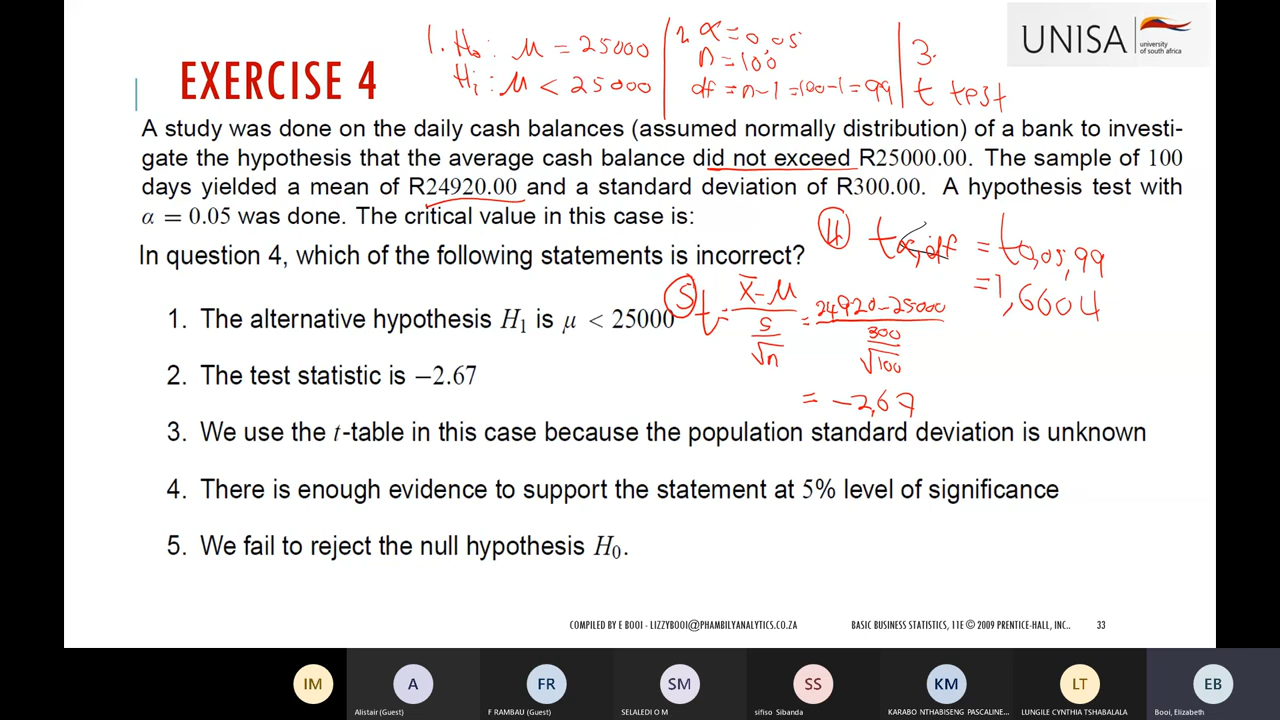 1. H₀: μ = 25000
H₁: μ < 25000
2. α = 0,05
n = 100
df = n-1 = 100-1 = 99
3.
t test
UNISA
university
of south africa
EXERCISE 4
A study was done on the daily cash balances (assumed normally distribution) of a bank to investi-
gate the hypothesis that the average cash balance did not exceed R25000.00. The sample of 100
days yielded a mean of R24920.00 and a standard deviation of R300.00. A hypothesis test with
α = 0.05 was done. The critical value in this case is:
In question 4, which of the following statements is incorrect?
4 tα,df = t0,05,99
= 1,6604
5 t = (x̄ - μ) / (s/√n) = (24920-25000) / (300/√100)
= -2,67
1. The alternative hypothesis H₁ is μ < 25000
2. The test statistic is −2.67
3. We use the t-table in this case because the population standard deviation is unknown
4. There is enough evidence to support the statement at 5% level of significance
5. We fail to reject the null hypothesis H₀.
COMPILED BY E BOOI - LIZZYBOOI@PHAMBILYANALYTICS.CO.ZA
BASIC BUSINESS STATISTICS, 11E © 2009 PRENTICE-HALL, INC..
33
IM
A
FR
SM
SS
KM
LT
EB
Alistair (Guest)
F RAMBAU (Guest)
SELALEDI O M
sifiso Sibanda
KARABO NTHABISENG PASCALINE...
LUNGILE CYNTHIA TSHABALALA
Booi, Elizabeth